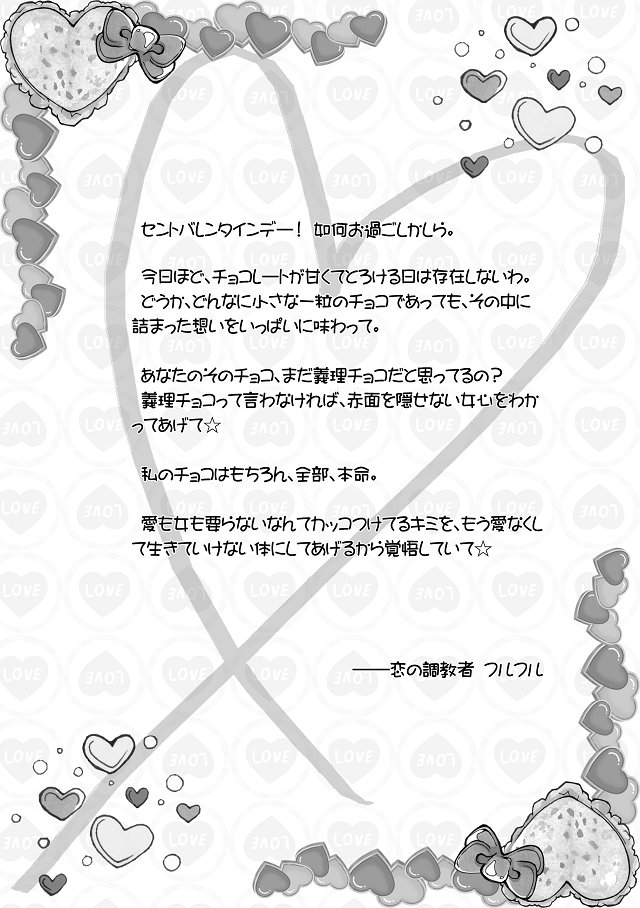 セントバレンタインデー！ 如何お過ごしかしら。
今日ほど、チョコレートが甘くてとろける日は存在しないわ。
どうか、どんなに小さな一粒のチョコであっても、その中に
詰まった想いをいっぱいに味わって。
あなたのそのチョコ、まだ義理チョコだと思ってるの？
義理チョコって言わなければ、赤面を隠せない女心をわか
ってあげて☆
私のチョコはもちろん、全部、本命。
愛も女も要らないなんてカッコつけてるキミを、もう愛なくし
て生きていけない体にしてあげるから覚悟していて☆
――恋の調教者 フルフル